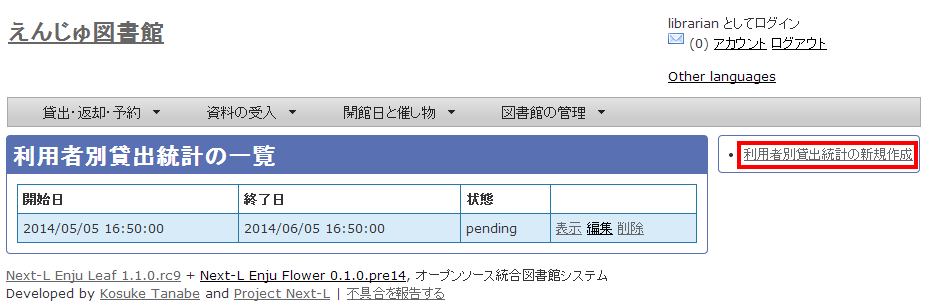 えんじゅ図書館
librarian としてログイン
(0) アカウント ログアウト
Other languages
貸出・返却・予約 資料の受入 開館日と催し物 図書館の管理
利用者別貸出統計の一覧
開始日 終了日 状態
2014/05/05 16:50:00 2014/06/05 16:50:00 pending 表示 編集 削除
• 利用者別貸出統計の新規作成
Next-L Enju Leaf 1.1.0.rc9 + Next-L Enju Flower 0.1.0.pre14, オープンソース統合図書館システム
Developed by Kosuke Tanabe and Project Next-L | 不具合を報告する